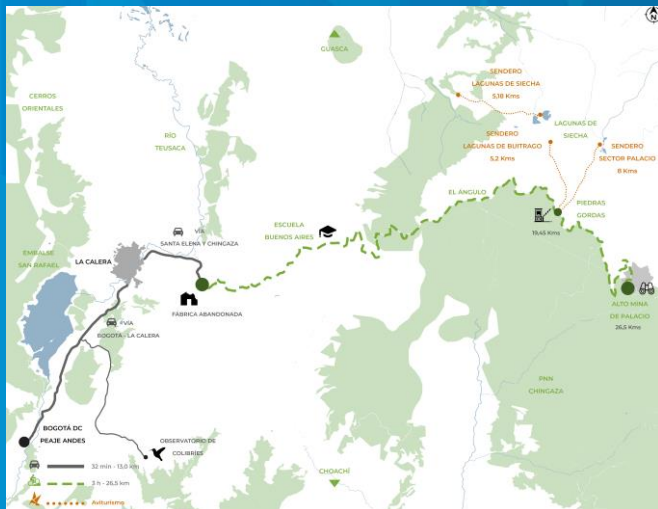 N
GUASCA
SENDERO
LAGUNAS DE SIECHA
5,18 Kms
CERROS
ORIENTALES
RÍO
TEUSACA
SENDERO
LAGUNAS DE BUITRAGO
5,2 Kms
LAGUNAS DE
SIECHA
SENDERO
SECTOR PALACIO
8 Kms
EL ÁNGULO
PIEDRAS
GORDAS
19,45 Kms
ESCUELA
BUENOS AIRES
VÍA
SANTA ELENA Y CHINGAZA
EMBALSE
SAN RAFAEL
LA CALERA
FÁBRICA ABANDONADA
ALTO MINA
DE PALACIO
26,5 Kms
VÍA
BOGOTÁ - LA CALERA
PNN
CHINGAZA
BOGOTÁ DC
PEAJE ANDES
OBSERVATORIO DE
COLIBRÍES
CHOACHÍ
32 min - 13,5 km
3 h - 26,5 km
Aviturismo